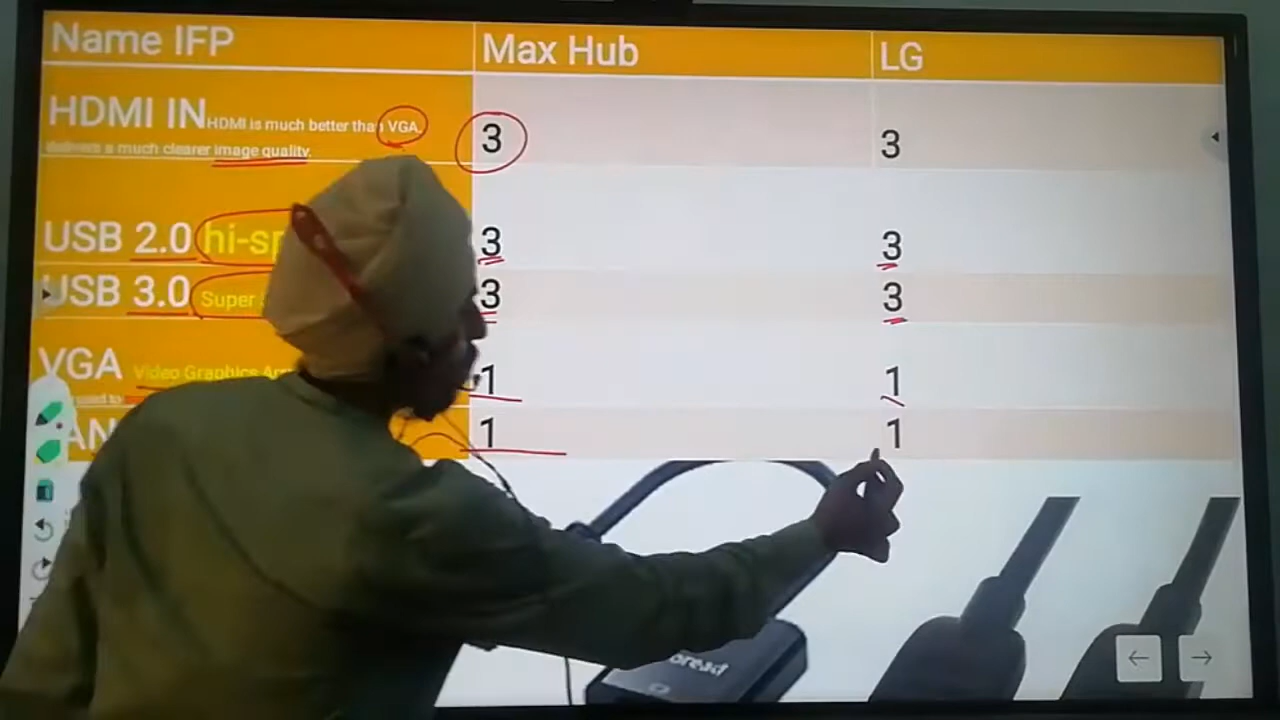 Name IFP Max Hub LG
HDMI IN HDMI is much better than VGA,
delivers a much clearer image quality.
3 3
USB 2.0 3 3
USB 3.0 Super 3 3
VGA Video Graphics 1 1
used to
1 1